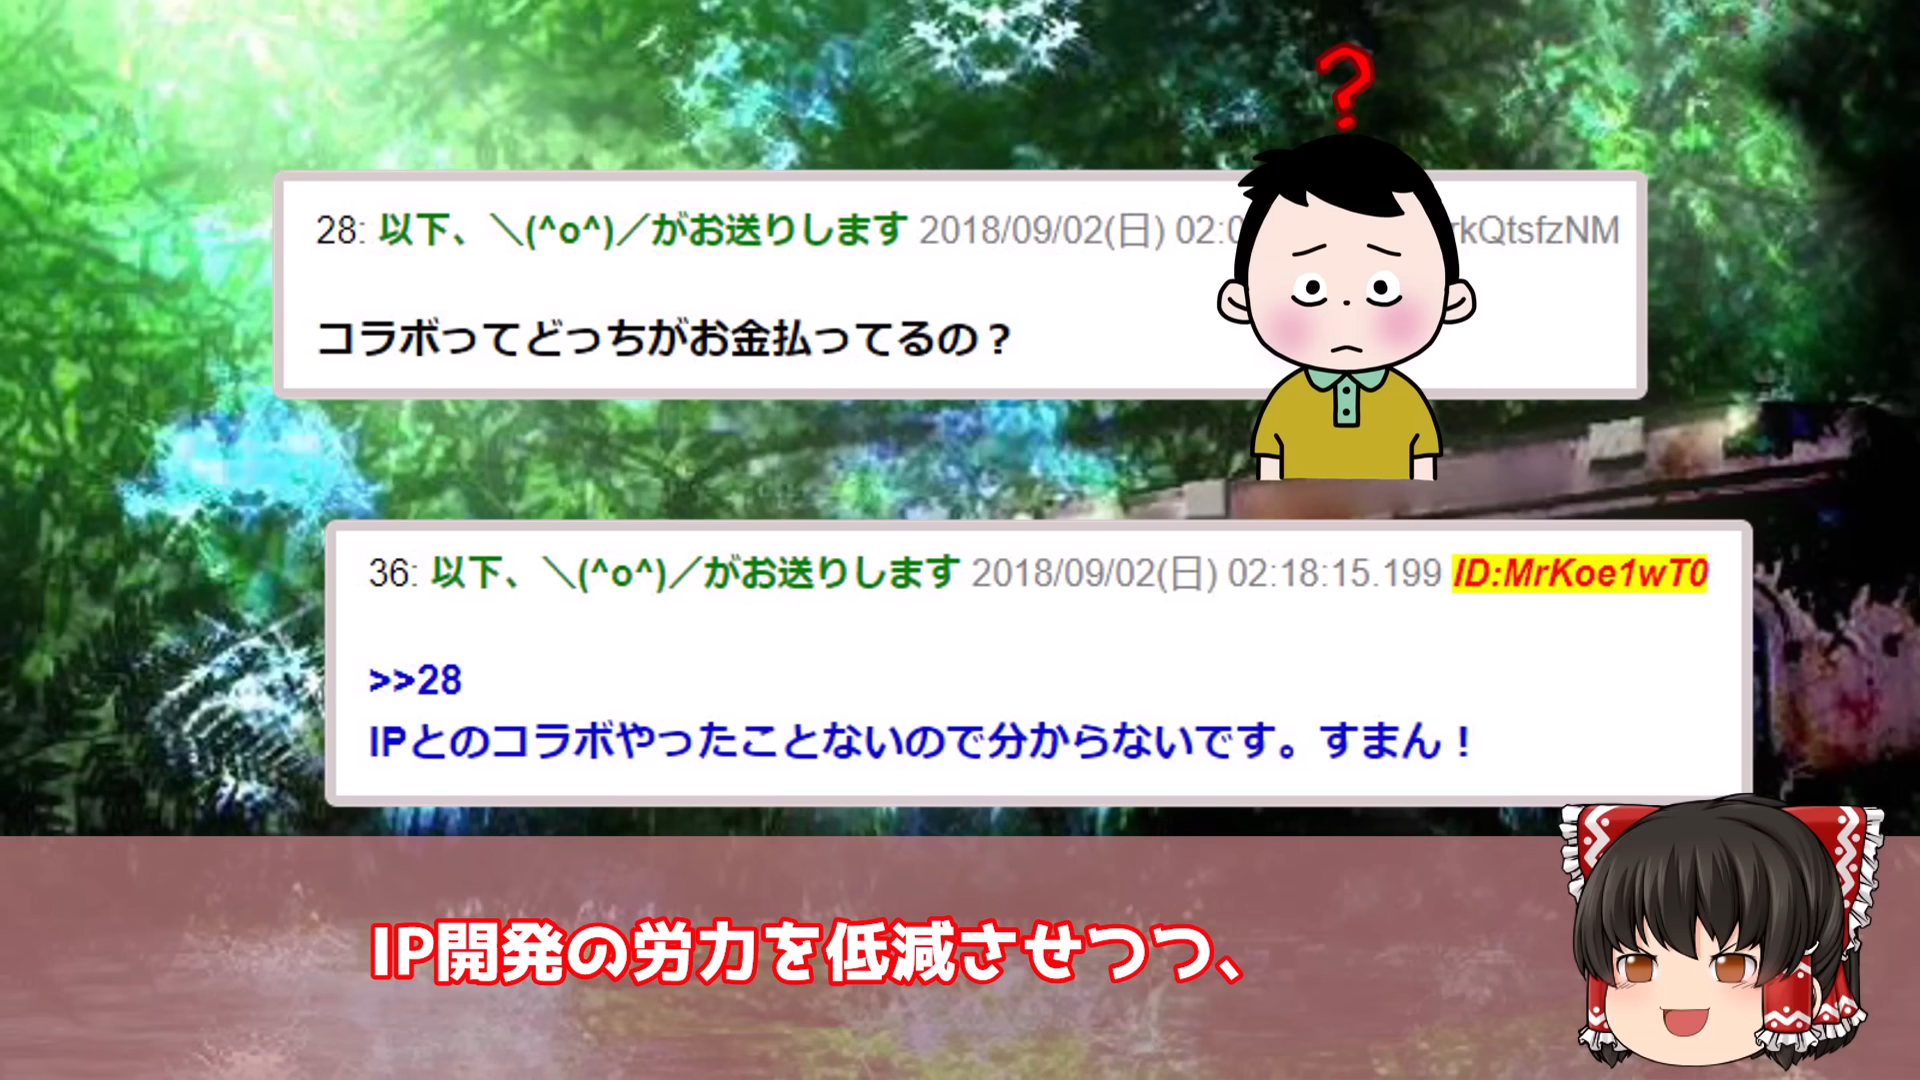 ?
28: 以下、＼(^o^)／がお送りします 2018/09/02(日) 02:0 rkQtsfzNM
コラボってどっちがお金払ってるの？
36: 以下、＼(^o^)／がお送りします 2018/09/02(日) 02:18:15.199 ID:MrKoe1wT0
>>28
IPとのコラボやったことないので分からないです。すまん！
IP開発の労力を低減させつつ、